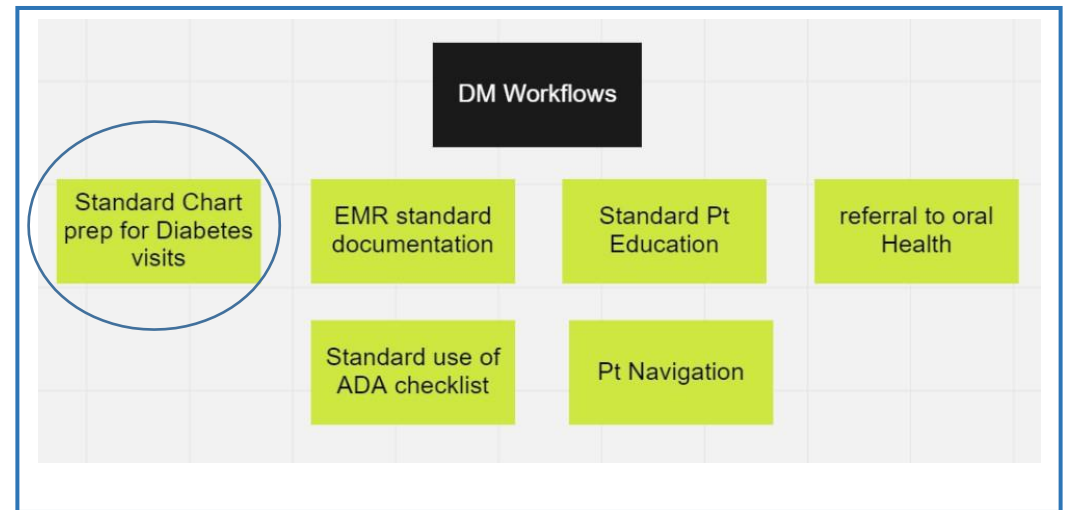 DM Workflows
Standard Chart
prep for Diabetes
visits
EMR standard
documentation
Standard Pt
Education
referral to oral
Health
Standard use of
ADA checklist
Pt Navigation